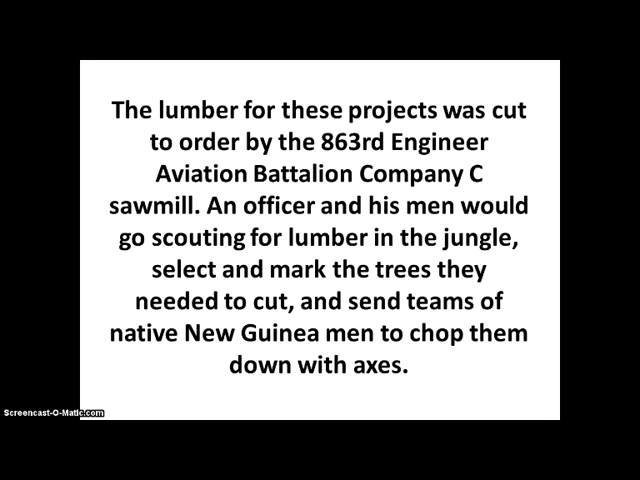 The lumber for these projects was cut
to order by the 863rd Engineer
Aviation Battalion Company C
sawmill. An officer and his men would
go scouting for lumber in the jungle,
select and mark the trees they
needed to cut, and send teams of
native New Guinea men to chop them
down with axes.
Screencast-O-Matic.com